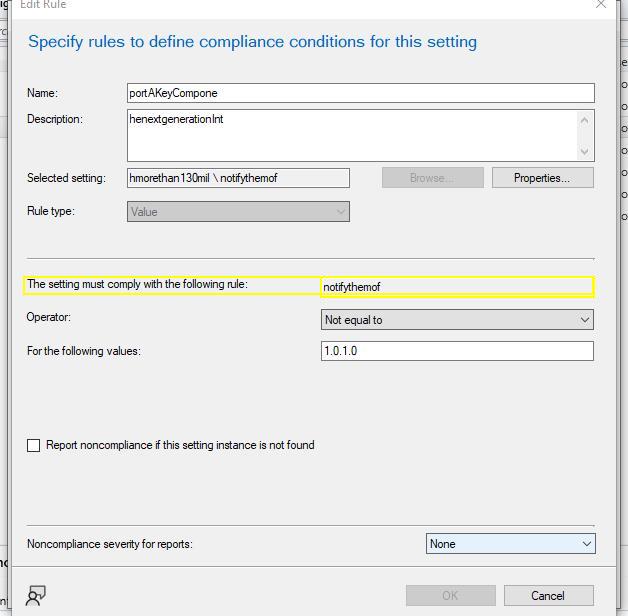 Edit Rule
Specify rules to define compliance conditions for this setting
Name: portAKeyCompone
Description: henextgenerationInt
Selected setting: hmorethan130mil \ notifythemof Browse... Properties...
Rule type: Value
The setting must comply with the following rule: notifythemof
Operator: Not equal to
For the following values: 1.0.1.0
Report noncompliance if this setting instance is not found
Noncompliance severity for reports: None
OK Cancel